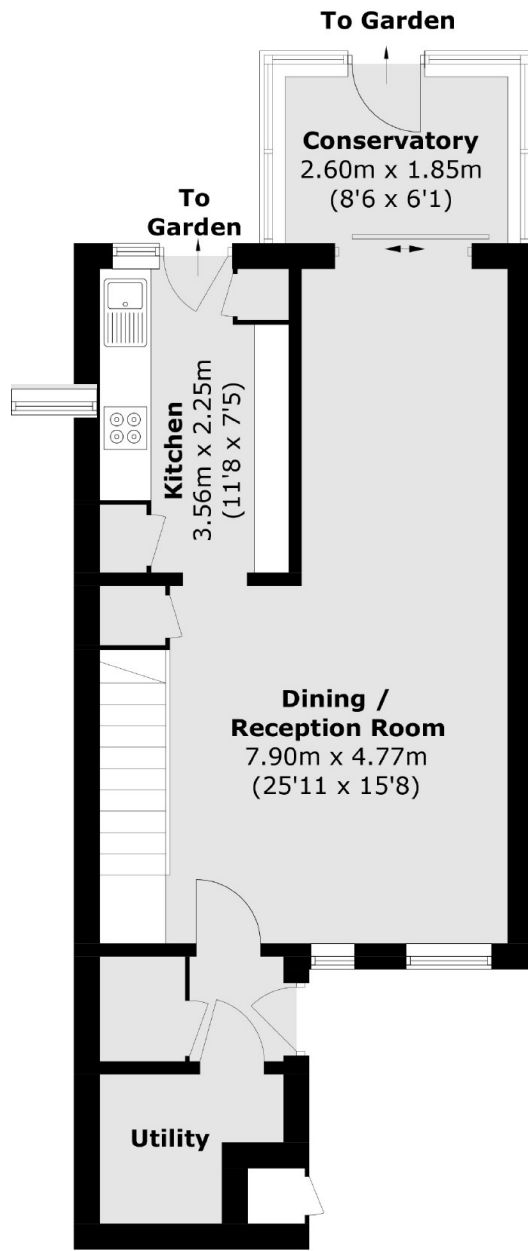 To Garden
Conservatory
2.60m x 1.85m
(8'6 x 6'1)
To
Garden
Kitchen
3.56m x 2.25m
(11'8 x 7'5)
Dining /
Reception Room
7.90m x 4.77m
(25'11 x 15'8)
Utility